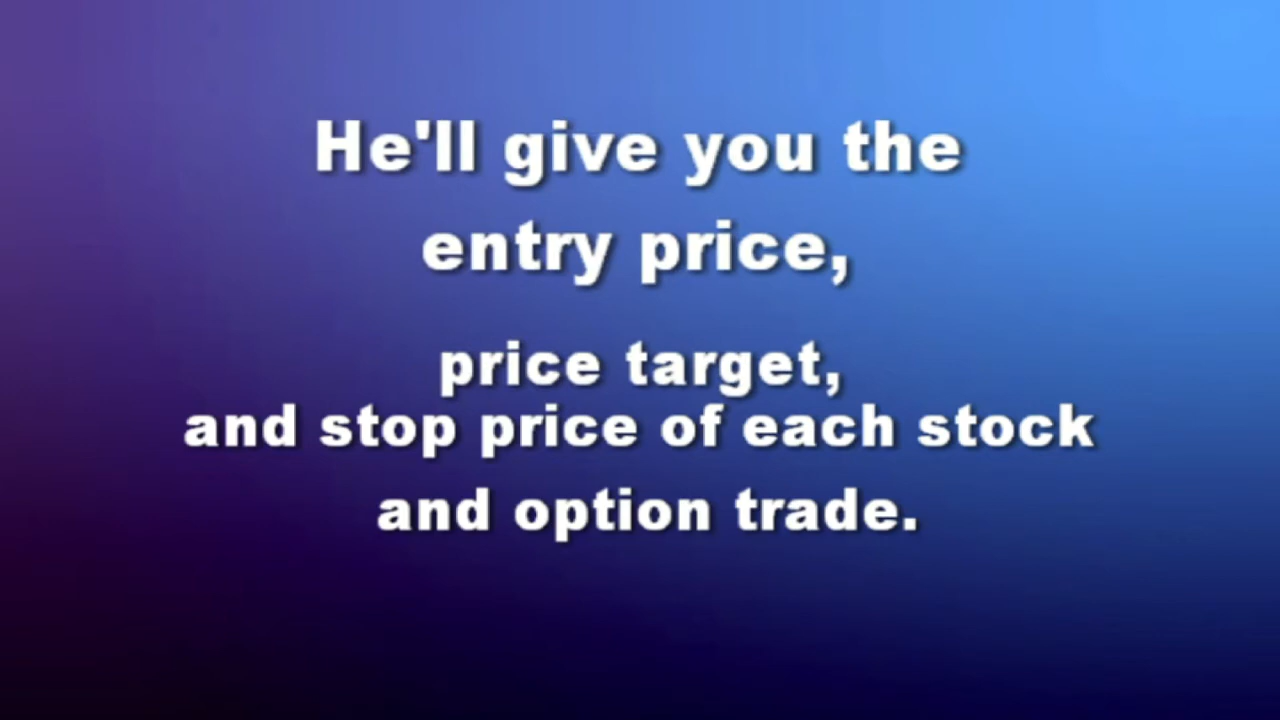 He'll give you the
entry price,
price target,
and stop price of each stock
and option trade.